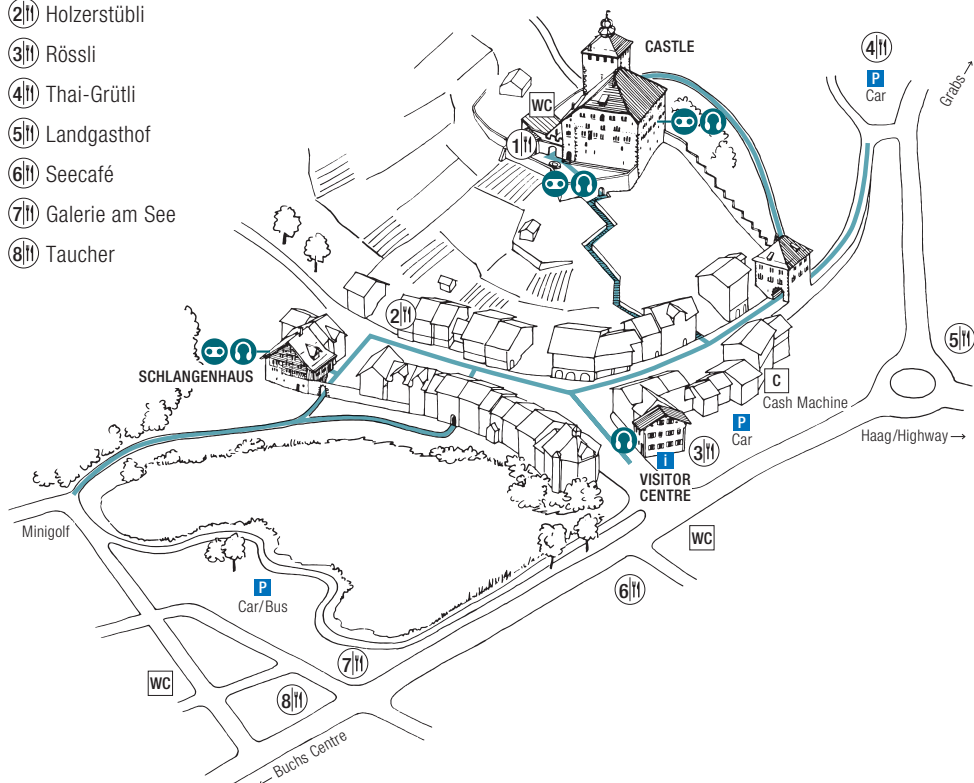 2 Holzerstübli
3 Rössli
4 Thai-Grütli
5 Landgasthof
6 Seecafé
7 Galerie am See
8 Taucher
CASTLE
WC
1
4
P
Car
Grabs →
2
5
SCHLANGENHAUS
C
Cash Machine
P
Car
Haag/Highway →
3
i
VISITOR
CENTRE
Minigolf
WC
P
Car/Bus
6
7
WC
8
← Buchs Centre